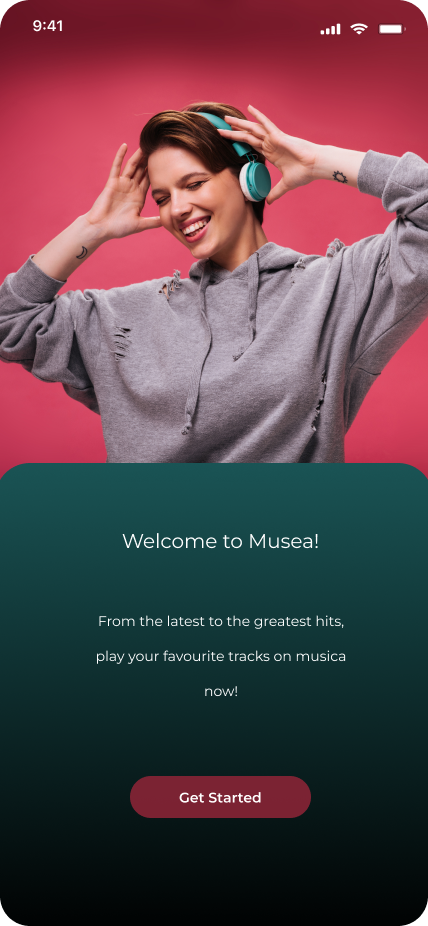 9:41
Welcome to Musea!
From the latest to the greatest hits,
play your favourite tracks on musica
now!
Get Started